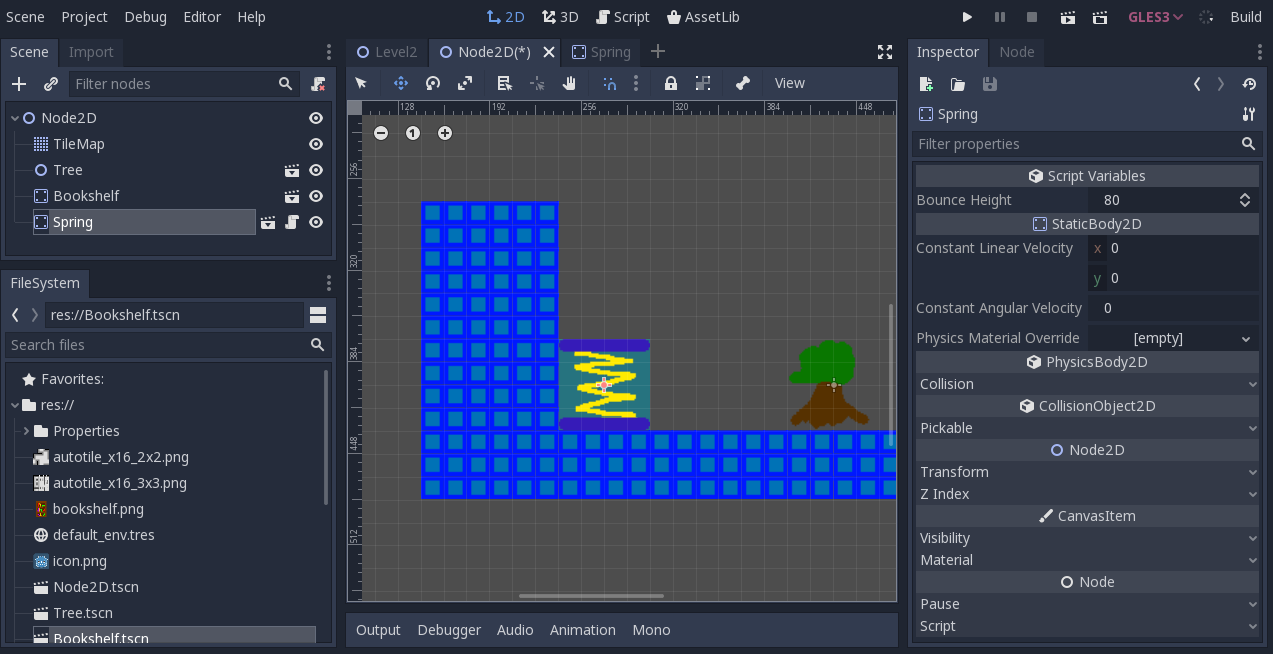 Scene Project Debug Editor Help 2D 3D Script AssetLib GLES3 Build
Scene Import
Filter nodes
Node2D
TileMap
Tree
Bookshelf
Spring
FileSystem
res://Bookshelf.tscn
Search files
Favorites:
res://
Properties
autotile_x16_2x2.png
autotile_x16_3x3.png
bookshelf.png
default_env.tres
icon.png
Node2D.tscn
Tree.tscn
Bookshelf.tscn
Level2 Node2D(*) Spring
View
128 192 256 320 384 448
256
320
384
448
512
1
Output Debugger Audio Animation Mono
Inspector Node
Spring
Filter properties
Script Variables
Bounce Height 80
StaticBody2D
Constant Linear Velocity x 0
y 0
Constant Angular Velocity 0
Physics Material Override [empty]
PhysicsBody2D
Collision
CollisionObject2D
Pickable
Node2D
Transform
Z Index
CanvasItem
Visibility
Material
Node
Pause
Script